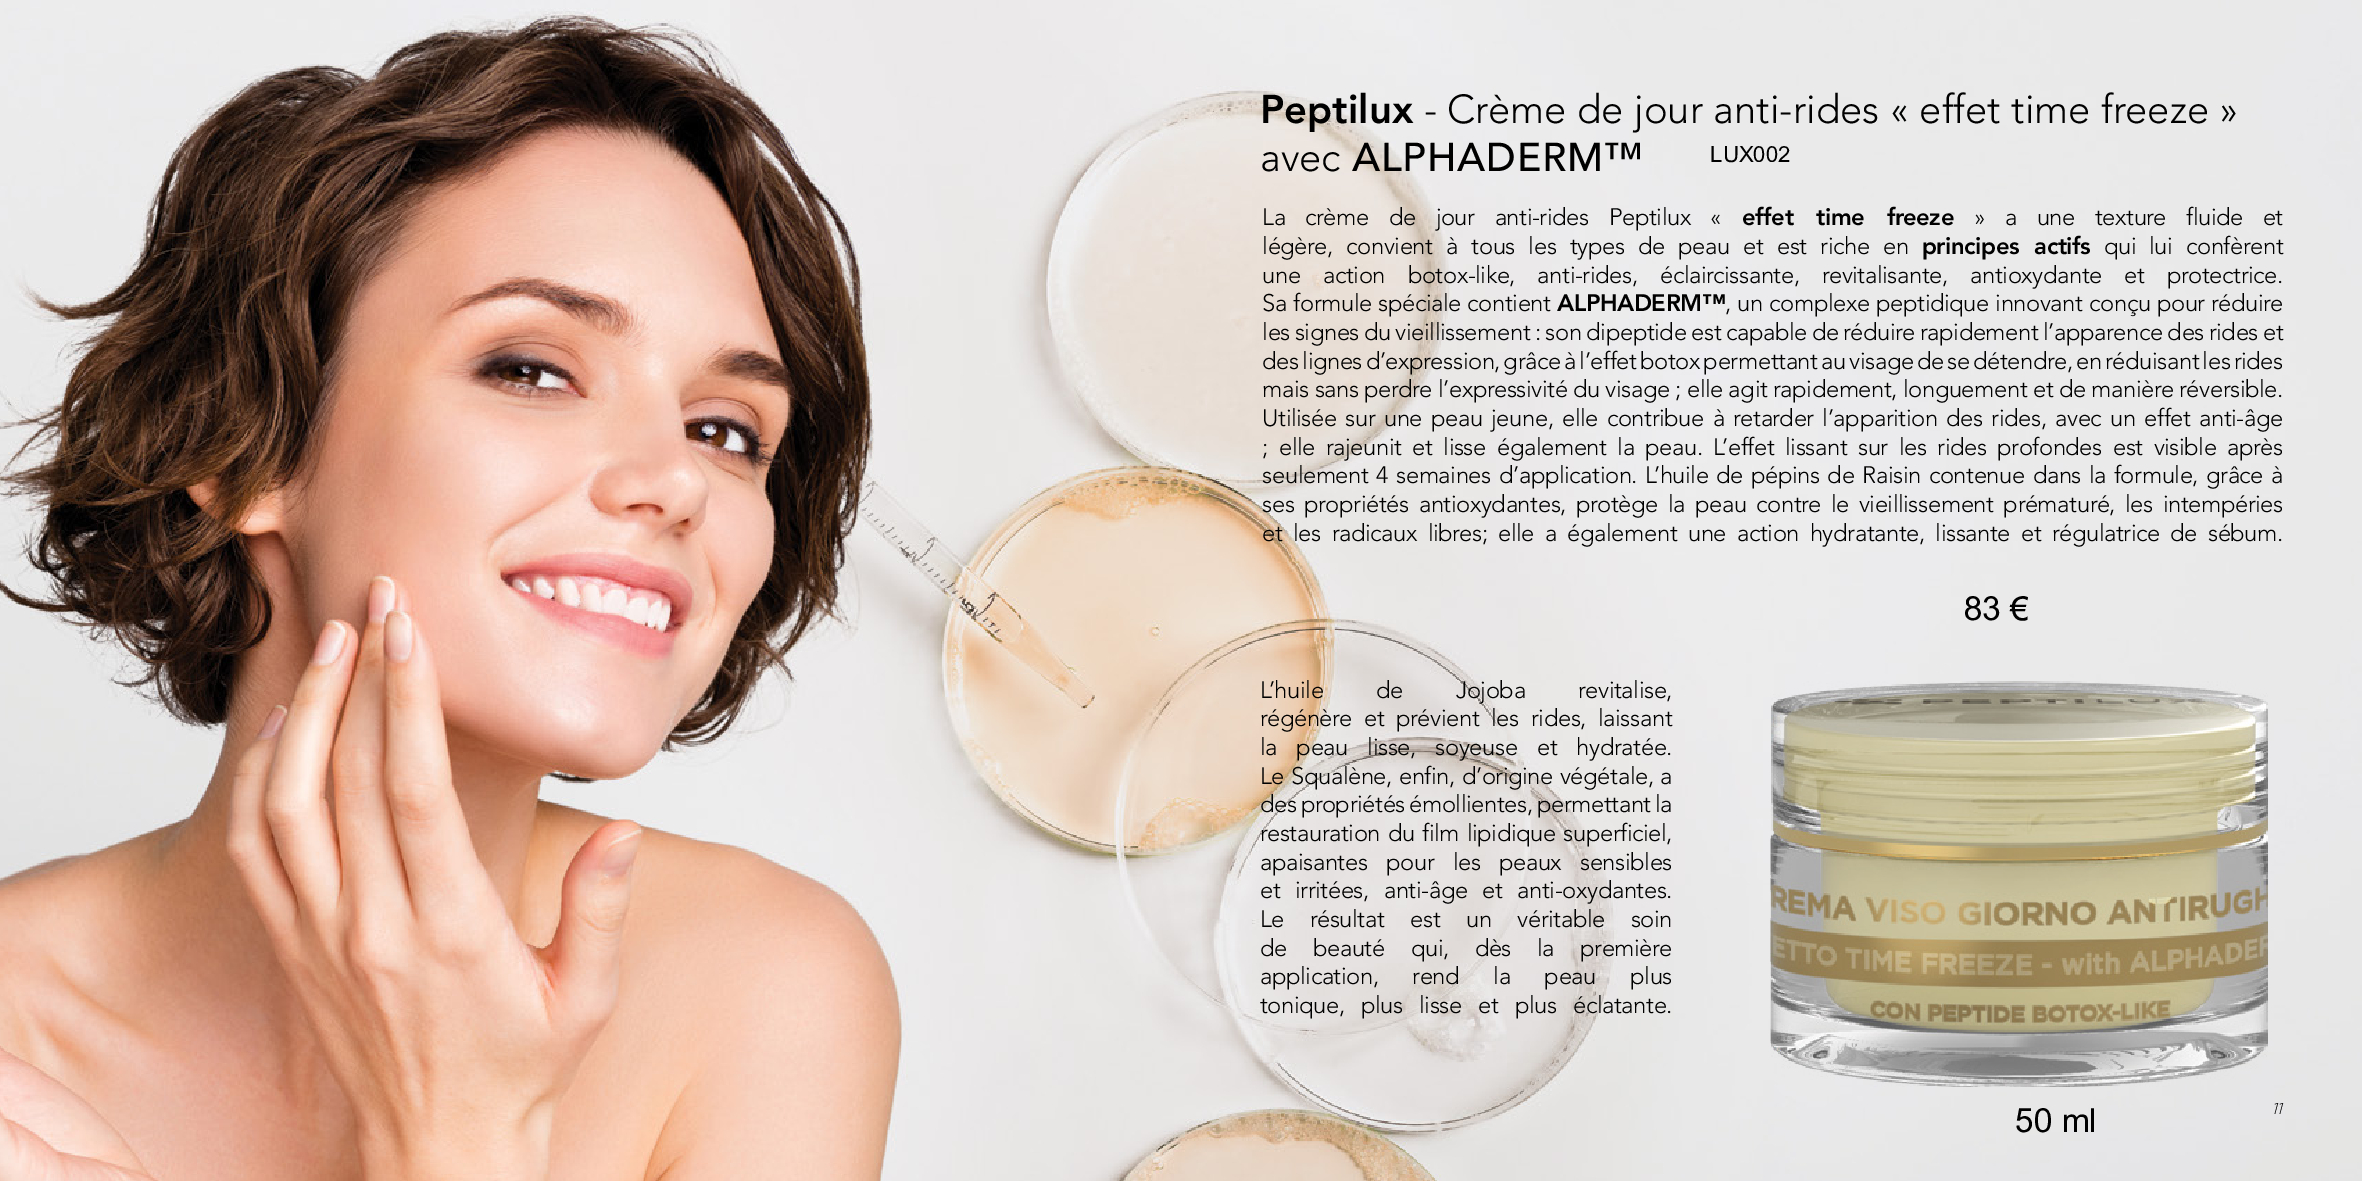 Peptilux - Crème de jour anti-rides « effet time freeze »
avec ALPHADERM™ LUX002
La crème de jour anti-rides Peptilux « effet time freeze » a une texture fluide et
légère, convient à tous les types de peau et est riche en principes actifs qui lui confèrent
une action botox-like, anti-rides, éclaircissante, revitalisante, antioxydante et protectrice.
Sa formule spéciale contient ALPHADERM™, un complexe peptidique innovant conçu pour réduire
les signes du vieillissement : son dipeptide est capable de réduire rapidement l’apparence des rides et
des lignes d’expression, grâce à l’effet botox permettant au visage de se détendre, en réduisant les rides
mais sans perdre l’expressivité du visage ; elle agit rapidement, longuement et de manière réversible.
Utilisée sur une peau jeune, elle contribue à retarder l’apparition des rides, avec un effet anti-âge
; elle rajeunit et lisse également la peau. L’effet lissant sur les rides profondes est visible après
seulement 4 semaines d’application. L’huile de pépins de Raisin contenue dans la formule, grâce à
ses propriétés antioxydantes, protège la peau contre le vieillissement prématuré, les intempéries
et les radicaux libres; elle a également une action hydratante, lissante et régulatrice de sébum.
83 €
L’huile de Jojoba revitalise,
régénère et prévient les rides, laissant
la peau lisse, soyeuse et hydratée.
Le Squalène, enfin, d’origine végétale, a
des propriétés émollientes, permettant la
restauration du film lipidique superficiel,
apaisantes pour les peaux sensibles
et irritées, anti-âge et anti-oxydantes.
Le résultat est un véritable soin
de beauté qui, dès la première
application, rend la peau plus
tonique, plus lisse et plus éclatante.
PEPTILUX
REMA VISO GIORNO ANTIRUGH
ETTO TIME FREEZE - with ALPHADER
CON PEPTIDE BOTOX-LIKE
50 ml
11